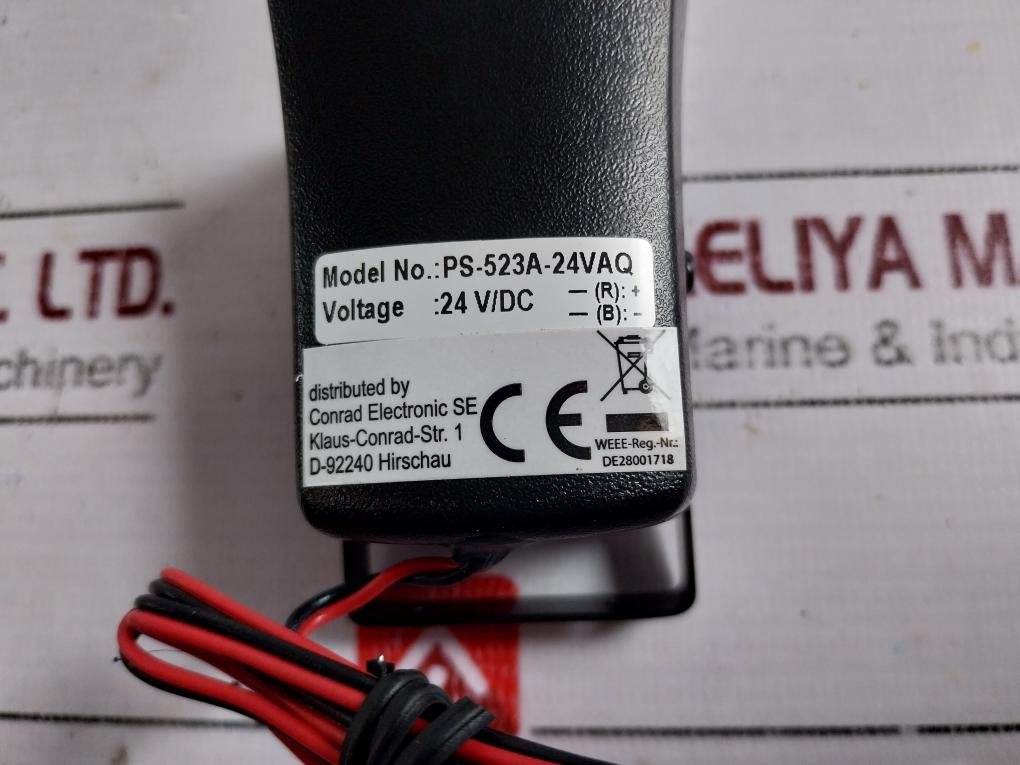 Model No.:PS-523A-24VAQ
Voltage :24 V/DC — (R): +
— (B): –
distributed by
Conrad Electronic SE
Klaus-Conrad-Str. 1
D-92240 Hirschau
CE
WEEE-Reg.-Nr.:
DE28001718
LTD.
chinery
ELIYA M
arine & Ind